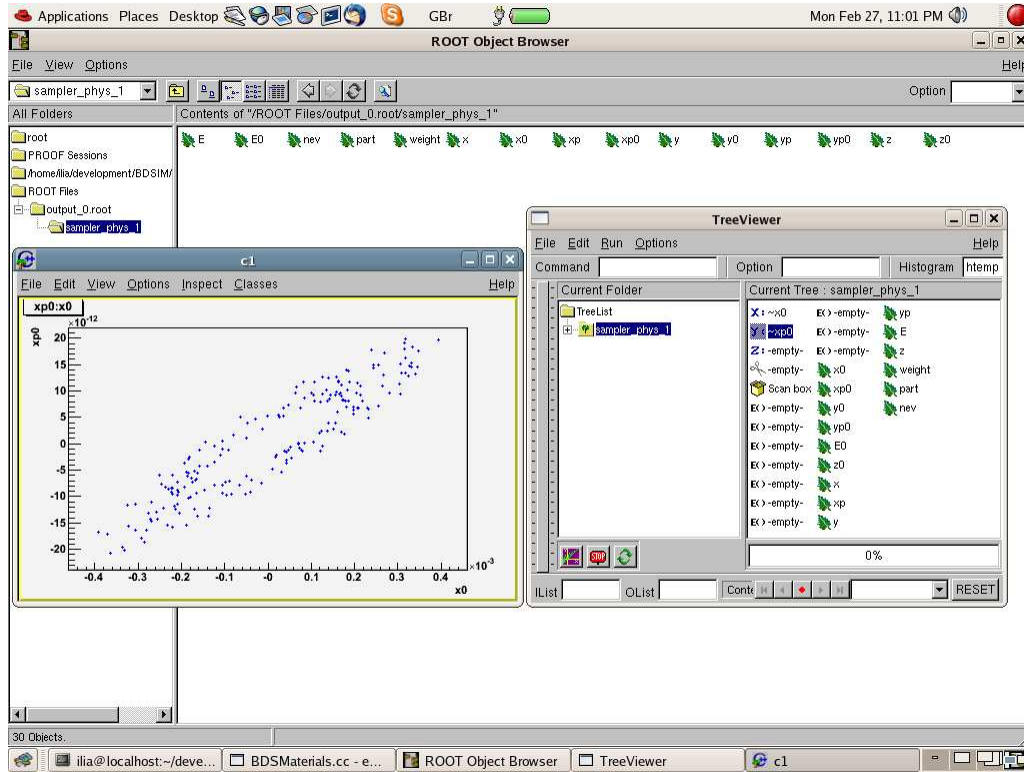 Applications Places Desktop GBr Mon Feb 27, 11:01 PM
ROOT Object Browser
File View Options Help
sampler_phys_1 Option
All Folders Contents of "/ROOT Files/output_0.root/sampler_phys_1"
root
PROOF Sessions
/home/ilia/development/BDSIM/
ROOT Files
output_0.root
sampler_phys_1
E E0 nev part weight x x0 xp xp0 y y0 yp yp0 z z0
TreeViewer
File Edit Run Options Help
Command Option Histogram htemp
Current Folder Current Tree : sampler_phys_1
TreeList
sampler_phys_1
X: ~x0 E() -empty- yp
Y: ~xp0 E() -empty- E
Z: -empty- E() -empty- z
-empty- x0 weight
Scan box xp0 part
E() -empty- y0 nev
E() -empty- yp0
E() -empty- E0
E() -empty- z0
E() -empty- x
E() -empty- xp
E() -empty- y
STOP
0%
IList OList Conte RESET
c1
File Edit View Options Inspect Classes Help
xp0:x0
×10-12
xp0
20
15
10
5
0
-5
-10
-15
-20
-0.4 -0.3 -0.2 -0.1 -0 0.1 0.2 0.3 0.4
×10-3
x0
30 Objects.
ilia@localhost:~/deve... BDSMaterials.cc - e... ROOT Object Browser TreeViewer c1